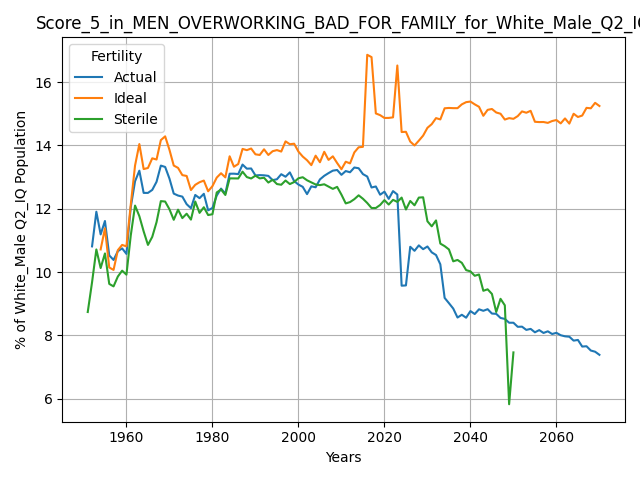 Score_5_in_MEN_OVERWORKING_BAD_FOR_FAMILY_for_White_Male_Q2_IQ
Fertility
Actual
Ideal
Sterile
% of White_Male Q2_IQ Population
16
14
12
10
8
6
1960 1980 2000 2020 2040 2060
Years